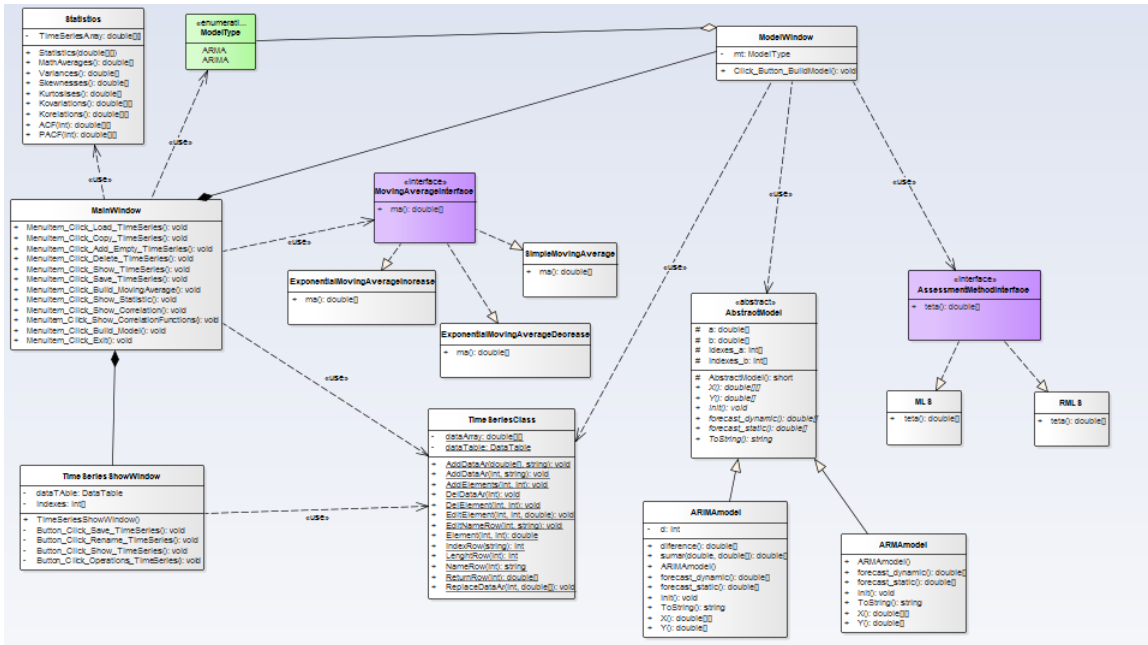 Statistics
- TimeSeriesArray: double[][]
+ Statistics(double[][])
+ MathAverages(): double[]
+ Variances(): double[]
+ Skewnesses(): double[]
+ Kurtosises(): double[]
+ Kovariations(): double[][]
+ Korelations(): double[][]
+ ACF(int): double[][]
+ PACF(int): double[][]
«enumerati...
ModelType
ARMA
ARIMA
ModelWindow
- mt: ModelType
+ Click_Button_BuildModel(): void
«use»
«use»
«use»
«use»
«use»
«use»
«use»
«use»
MainWindow
+ MenuItem_Click_Load_TimeSeries(): void
+ MenuItem_Click_Copy_TimeSeries(): void
+ MenuItem_Click_Add_Empty_TimeSeries(): void
+ MenuItem_Click_Delete_TimeSeries(): void
+ MenuItem_Click_Show_TimeSeries(): void
+ MenuItem_Click_Save_TimeSeries(): void
+ MenuItem_Click_Build_MovingAverage(): void
+ MenuItem_Click_Show_Statistic(): void
+ MenuItem_Click_Show_Correlation(): void
+ MenuItem_Click_Show_CorrelationFunctions(): void
+ MenuItem_Click_Build_Model(): void
+ MenuItem_Click_Exit(): void
«interface»
MovingAverageInterface
+ ma(): double[]
SimpleMovingAverage
+ ma(): double[]
ExponentialMovingAverageIncrease
+ ma(): double[]
ExponentialMovingAverageDecrease
+ ma(): double[]
«abstract»
AbstractModel
# a: double[]
# b: double[]
# Idexes_a: int[]
# Indexes_b: int[]
# AbstractModel(): short
+ X(): double[][]
+ Y(): double[]
+ Init(): void
+ forecast_dynamic(): double[]
+ forecast_static(): double[]
+ ToString(): string
«interface»
AssessmentMethodInterface
+ teta(): double[]
MLS
+ teta(): double[]
RMLS
+ teta(): double[]
TimeSeriesClass
- dataArray: double[][]
- dataTable: DataTable
+ AddDataAr(double[], string): void
+ AddDataAr(int, string): void
+ AddElements(int, int): void
+ DelDataAr(int): void
+ DelElement(int, int): void
+ EditElement(int, int, double): void
+ EditNameRow(int, string): void
+ Element(int, int): double
+ IndexRow(string): int
+ LenghtRow(int): int
+ NameRow(int): string
+ ReturnRow(int): double[]
+ ReplaceDataAr(int, double[]): void
TimeSeriesShowWindow
- dataTAble: DataTable
- Indexes: int[]
+ TimeSeriesShowWindow()
- Button_Click_Save_TimeSeries(): void
- Button_Click_Rename_TimeSeries(): void
- Button_Click_Show_TimeSeries(): void
- Button_Click_Operations_TimeSeries(): void
ARIMAmodel
- d: int
+ diference(): double[]
+ sumar(double, double[]): double[]
+ ARIMAmodel()
+ forecast_dynamic(): double[]
+ forecast_static(): double[]
+ Init(): void
+ ToString(): string
+ X(): double[][]
+ Y(): double[]
ARMAmodel
+ ARMAmodel()
+ forecast_dynamic(): double[]
+ forecast_static(): double[]
+ Init(): void
+ ToString(): string
+ X(): double[][]
+ Y(): double[]